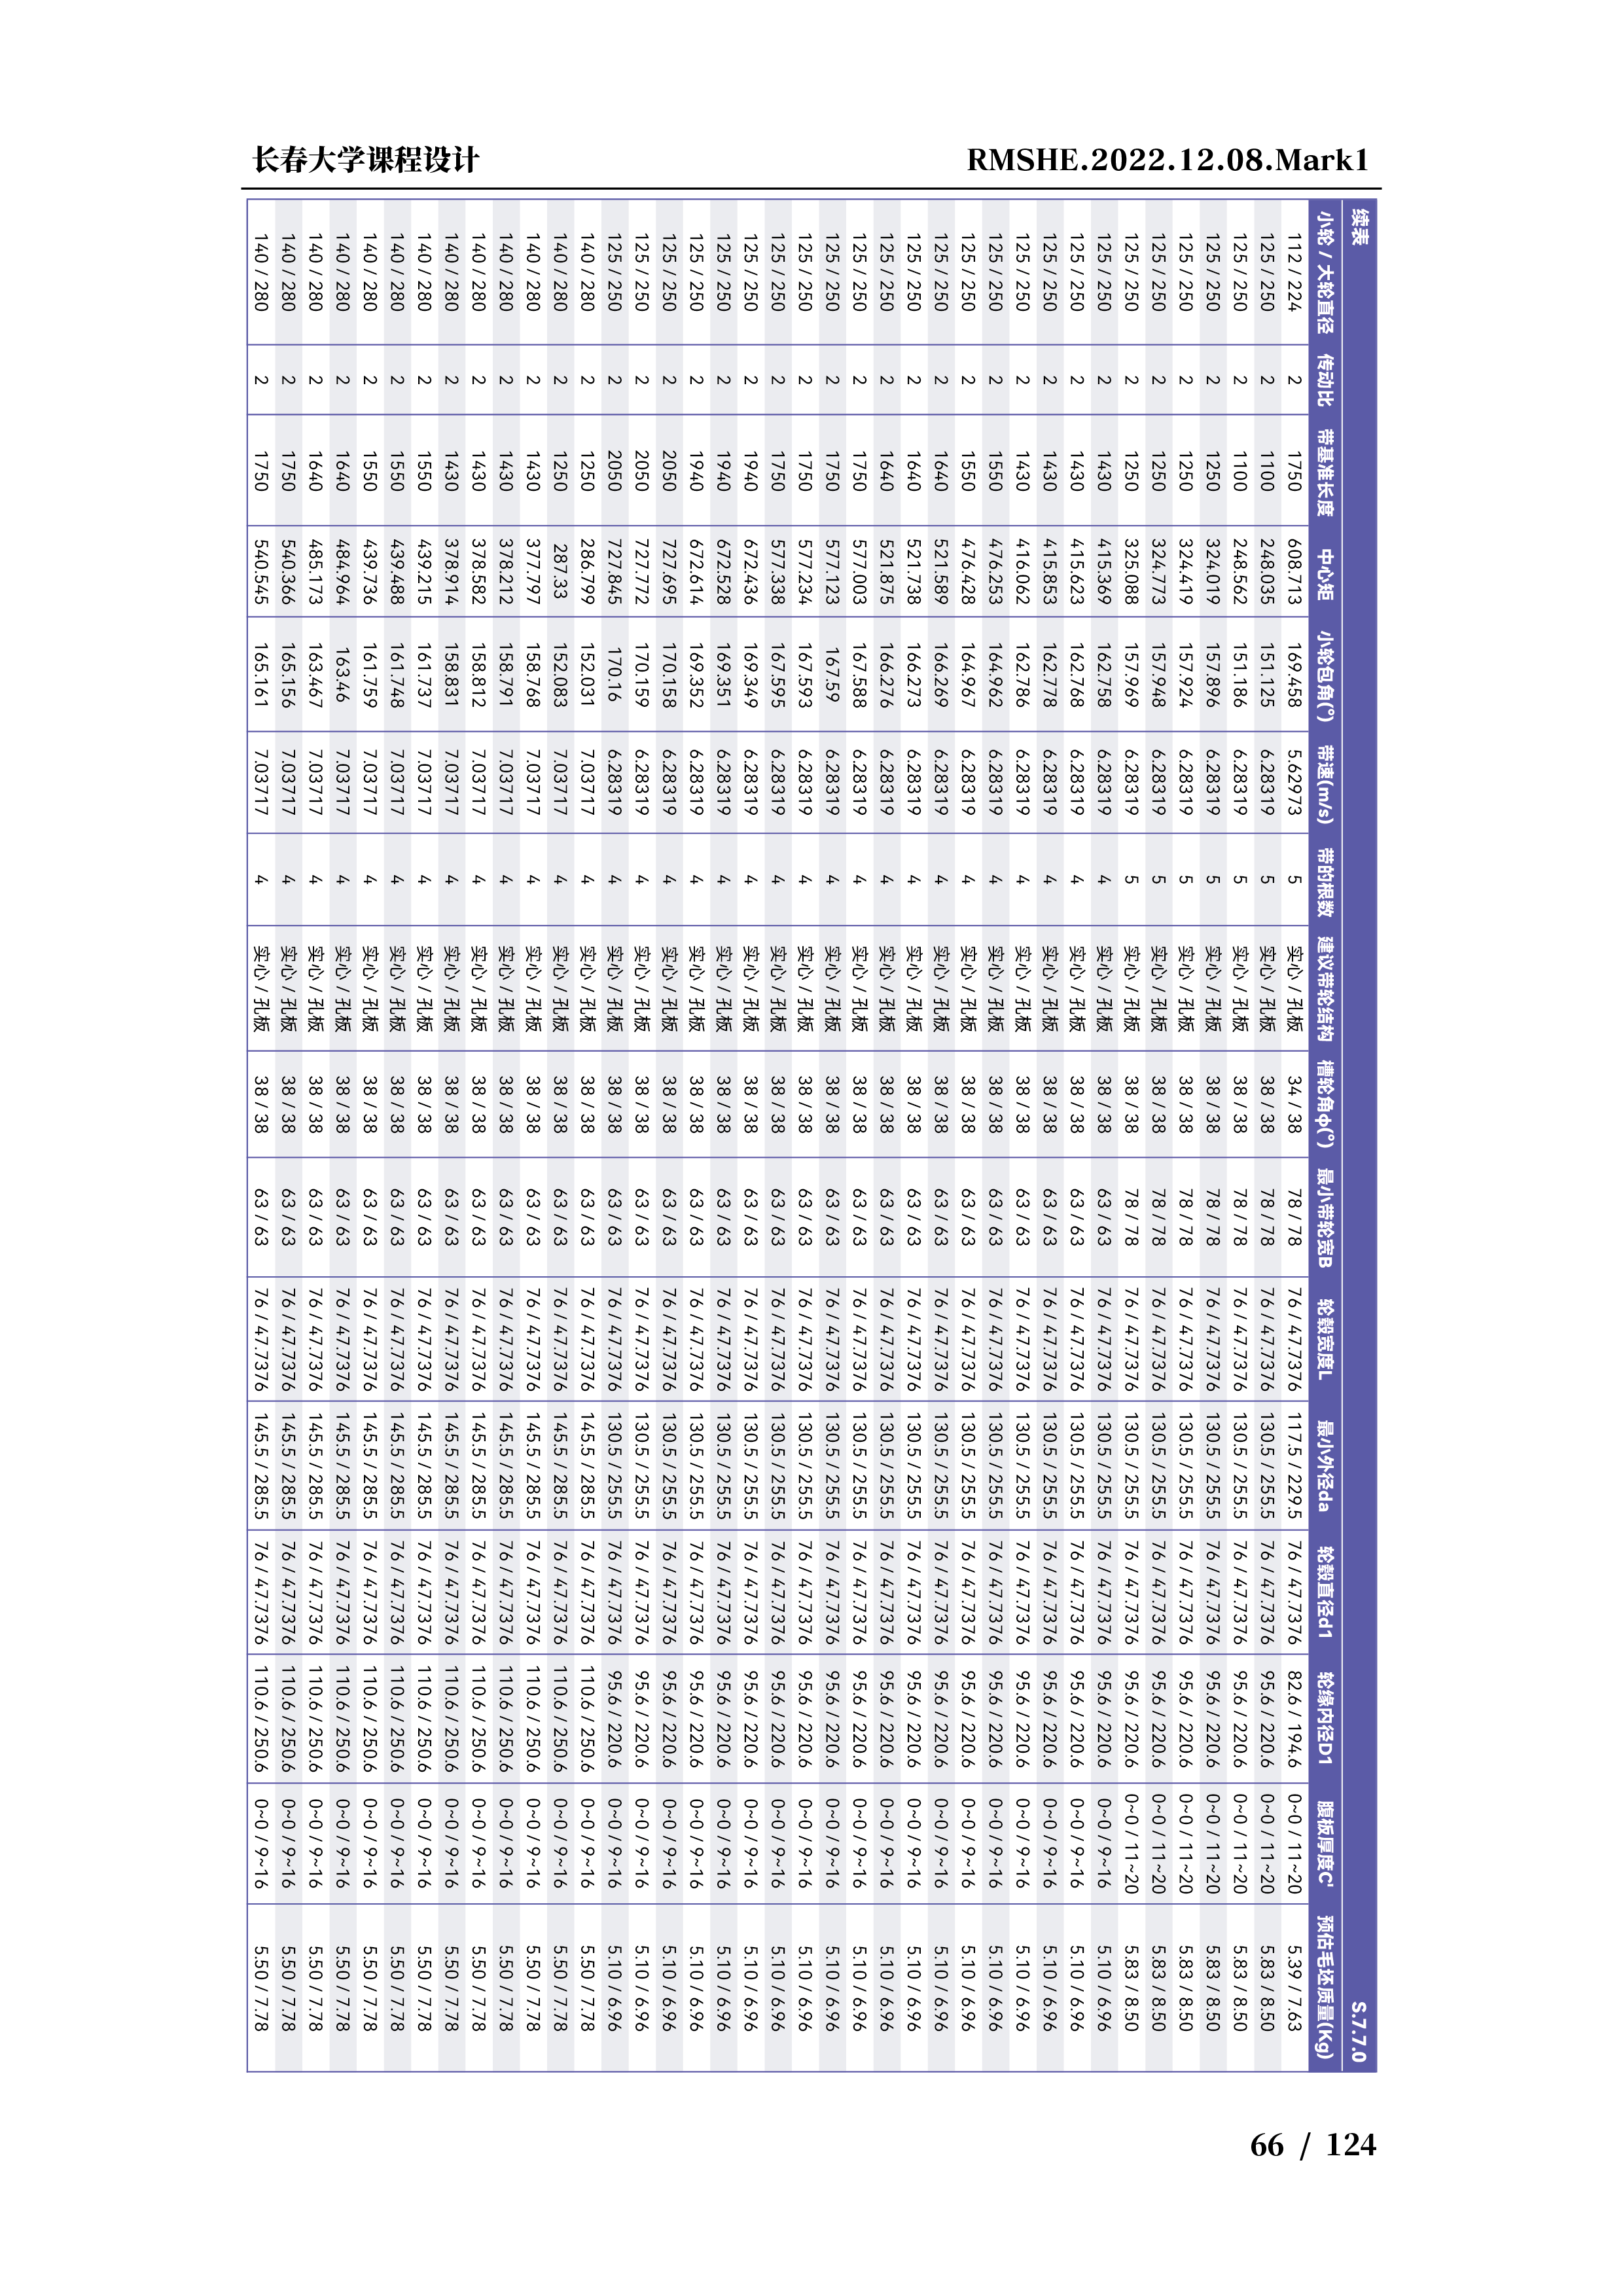 长春大学课程设计 RMSHE.2022.12.08.Mark1
续表 S.7.7.0
小轮 / 大轮直径 传动比 带基准长度 中心矩 小轮包角(°) 带速(m/s) 带的根数 建议带轮结构 槽轮角φ(°) 最小带轮宽B 轮毂宽度L 最小外径da 轮毂直径d1 轮缘内径D1 腹板厚度C' 预估毛坯质量(Kg)
112 / 224 2 1750 608.713 169.458 5.62973 5 实心 / 孔板 34 / 38 78 / 78 76 / 47.7376 117.5 / 229.5 76 / 47.7376 82.6 / 194.6 0~0 / 11~20 5.39 / 7.63
125 / 250 2 1100 248.035 151.125 6.28319 5 实心 / 孔板 38 / 38 78 / 78 76 / 47.7376 130.5 / 255.5 76 / 47.7376 95.6 / 220.6 0~0 / 11~20 5.83 / 8.50
125 / 250 2 1100 248.562 151.186 6.28319 5 实心 / 孔板 38 / 38 78 / 78 76 / 47.7376 130.5 / 255.5 76 / 47.7376 95.6 / 220.6 0~0 / 11~20 5.83 / 8.50
125 / 250 2 1250 324.019 157.896 6.28319 5 实心 / 孔板 38 / 38 78 / 78 76 / 47.7376 130.5 / 255.5 76 / 47.7376 95.6 / 220.6 0~0 / 11~20 5.83 / 8.50
125 / 250 2 1250 324.419 157.924 6.28319 5 实心 / 孔板 38 / 38 78 / 78 76 / 47.7376 130.5 / 255.5 76 / 47.7376 95.6 / 220.6 0~0 / 11~20 5.83 / 8.50
125 / 250 2 1250 324.773 157.948 6.28319 5 实心 / 孔板 38 / 38 78 / 78 76 / 47.7376 130.5 / 255.5 76 / 47.7376 95.6 / 220.6 0~0 / 11~20 5.83 / 8.50
125 / 250 2 1250 325.088 157.969 6.28319 5 实心 / 孔板 38 / 38 78 / 78 76 / 47.7376 130.5 / 255.5 76 / 47.7376 95.6 / 220.6 0~0 / 11~20 5.83 / 8.50
125 / 250 2 1430 415.369 162.758 6.28319 4 实心 / 孔板 38 / 38 63 / 63 76 / 47.7376 130.5 / 255.5 76 / 47.7376 95.6 / 220.6 0~0 / 9~16 5.10 / 6.96
125 / 250 2 1430 415.623 162.768 6.28319 4 实心 / 孔板 38 / 38 63 / 63 76 / 47.7376 130.5 / 255.5 76 / 47.7376 95.6 / 220.6 0~0 / 9~16 5.10 / 6.96
125 / 250 2 1430 415.853 162.778 6.28319 4 实心 / 孔板 38 / 38 63 / 63 76 / 47.7376 130.5 / 255.5 76 / 47.7376 95.6 / 220.6 0~0 / 9~16 5.10 / 6.96
125 / 250 2 1430 416.062 162.786 6.28319 4 实心 / 孔板 38 / 38 63 / 63 76 / 47.7376 130.5 / 255.5 76 / 47.7376 95.6 / 220.6 0~0 / 9~16 5.10 / 6.96
125 / 250 2 1550 476.253 164.962 6.28319 4 实心 / 孔板 38 / 38 63 / 63 76 / 47.7376 130.5 / 255.5 76 / 47.7376 95.6 / 220.6 0~0 / 9~16 5.10 / 6.96
125 / 250 2 1550 476.428 164.967 6.28319 4 实心 / 孔板 38 / 38 63 / 63 76 / 47.7376 130.5 / 255.5 76 / 47.7376 95.6 / 220.6 0~0 / 9~16 5.10 / 6.96
125 / 250 2 1640 521.589 166.269 6.28319 4 实心 / 孔板 38 / 38 63 / 63 76 / 47.7376 130.5 / 255.5 76 / 47.7376 95.6 / 220.6 0~0 / 9~16 5.10 / 6.96
125 / 250 2 1640 521.738 166.273 6.28319 4 实心 / 孔板 38 / 38 63 / 63 76 / 47.7376 130.5 / 255.5 76 / 47.7376 95.6 / 220.6 0~0 / 9~16 5.10 / 6.96
125 / 250 2 1640 521.875 166.276 6.28319 4 实心 / 孔板 38 / 38 63 / 63 76 / 47.7376 130.5 / 255.5 76 / 47.7376 95.6 / 220.6 0~0 / 9~16 5.10 / 6.96
125 / 250 2 1750 577.003 167.588 6.28319 4 实心 / 孔板 38 / 38 63 / 63 76 / 47.7376 130.5 / 255.5 76 / 47.7376 95.6 / 220.6 0~0 / 9~16 5.10 / 6.96
125 / 250 2 1750 577.123 167.59 6.28319 4 实心 / 孔板 38 / 38 63 / 63 76 / 47.7376 130.5 / 255.5 76 / 47.7376 95.6 / 220.6 0~0 / 9~16 5.10 / 6.96
125 / 250 2 1750 577.234 167.593 6.28319 4 实心 / 孔板 38 / 38 63 / 63 76 / 47.7376 130.5 / 255.5 76 / 47.7376 95.6 / 220.6 0~0 / 9~16 5.10 / 6.96
125 / 250 2 1750 577.338 167.595 6.28319 4 实心 / 孔板 38 / 38 63 / 63 76 / 47.7376 130.5 / 255.5 76 / 47.7376 95.6 / 220.6 0~0 / 9~16 5.10 / 6.96
125 / 250 2 1940 672.436 169.349 6.28319 4 实心 / 孔板 38 / 38 63 / 63 76 / 47.7376 130.5 / 255.5 76 / 47.7376 95.6 / 220.6 0~0 / 9~16 5.10 / 6.96
125 / 250 2 1940 672.528 169.351 6.28319 4 实心 / 孔板 38 / 38 63 / 63 76 / 47.7376 130.5 / 255.5 76 / 47.7376 95.6 / 220.6 0~0 / 9~16 5.10 / 6.96
125 / 250 2 1940 672.614 169.352 6.28319 4 实心 / 孔板 38 / 38 63 / 63 76 / 47.7376 130.5 / 255.5 76 / 47.7376 95.6 / 220.6 0~0 / 9~16 5.10 / 6.96
125 / 250 2 2050 727.695 170.158 6.28319 4 实心 / 孔板 38 / 38 63 / 63 76 / 47.7376 130.5 / 255.5 76 / 47.7376 95.6 / 220.6 0~0 / 9~16 5.10 / 6.96
125 / 250 2 2050 727.772 170.159 6.28319 4 实心 / 孔板 38 / 38 63 / 63 76 / 47.7376 130.5 / 255.5 76 / 47.7376 95.6 / 220.6 0~0 / 9~16 5.10 / 6.96
125 / 250 2 2050 727.845 170.16 6.28319 4 实心 / 孔板 38 / 38 63 / 63 76 / 47.7376 130.5 / 255.5 76 / 47.7376 95.6 / 220.6 0~0 / 9~16 5.10 / 6.96
140 / 280 2 1250 286.799 152.031 7.03717 4 实心 / 孔板 38 / 38 63 / 63 76 / 47.7376 145.5 / 285.5 76 / 47.7376 110.6 / 250.6 0~0 / 9~16 5.50 / 7.78
140 / 280 2 1250 287.33 152.083 7.03717 4 实心 / 孔板 38 / 38 63 / 63 76 / 47.7376 145.5 / 285.5 76 / 47.7376 110.6 / 250.6 0~0 / 9~16 5.50 / 7.78
140 / 280 2 1430 377.797 158.768 7.03717 4 实心 / 孔板 38 / 38 63 / 63 76 / 47.7376 145.5 / 285.5 76 / 47.7376 110.6 / 250.6 0~0 / 9~16 5.50 / 7.78
140 / 280 2 1430 378.212 158.791 7.03717 4 实心 / 孔板 38 / 38 63 / 63 76 / 47.7376 145.5 / 285.5 76 / 47.7376 110.6 / 250.6 0~0 / 9~16 5.50 / 7.78
140 / 280 2 1430 378.582 158.812 7.03717 4 实心 / 孔板 38 / 38 63 / 63 76 / 47.7376 145.5 / 285.5 76 / 47.7376 110.6 / 250.6 0~0 / 9~16 5.50 / 7.78
140 / 280 2 1430 378.914 158.831 7.03717 4 实心 / 孔板 38 / 38 63 / 63 76 / 47.7376 145.5 / 285.5 76 / 47.7376 110.6 / 250.6 0~0 / 9~16 5.50 / 7.78
140 / 280 2 1550 439.215 161.737 7.03717 4 实心 / 孔板 38 / 38 63 / 63 76 / 47.7376 145.5 / 285.5 76 / 47.7376 110.6 / 250.6 0~0 / 9~16 5.50 / 7.78
140 / 280 2 1550 439.488 161.748 7.03717 4 实心 / 孔板 38 / 38 63 / 63 76 / 47.7376 145.5 / 285.5 76 / 47.7376 110.6 / 250.6 0~0 / 9~16 5.50 / 7.78
140 / 280 2 1550 439.736 161.759 7.03717 4 实心 / 孔板 38 / 38 63 / 63 76 / 47.7376 145.5 / 285.5 76 / 47.7376 110.6 / 250.6 0~0 / 9~16 5.50 / 7.78
140 / 280 2 1640 484.964 163.46 7.03717 4 实心 / 孔板 38 / 38 63 / 63 76 / 47.7376 145.5 / 285.5 76 / 47.7376 110.6 / 250.6 0~0 / 9~16 5.50 / 7.78
140 / 280 2 1640 485.173 163.467 7.03717 4 实心 / 孔板 38 / 38 63 / 63 76 / 47.7376 145.5 / 285.5 76 / 47.7376 110.6 / 250.6 0~0 / 9~16 5.50 / 7.78
140 / 280 2 1750 540.366 165.156 7.03717 4 实心 / 孔板 38 / 38 63 / 63 76 / 47.7376 145.5 / 285.5 76 / 47.7376 110.6 / 250.6 0~0 / 9~16 5.50 / 7.78
140 / 280 2 1750 540.545 165.161 7.03717 4 实心 / 孔板 38 / 38 63 / 63 76 / 47.7376 145.5 / 285.5 76 / 47.7376 110.6 / 250.6 0~0 / 9~16 5.50 / 7.78
66 / 124